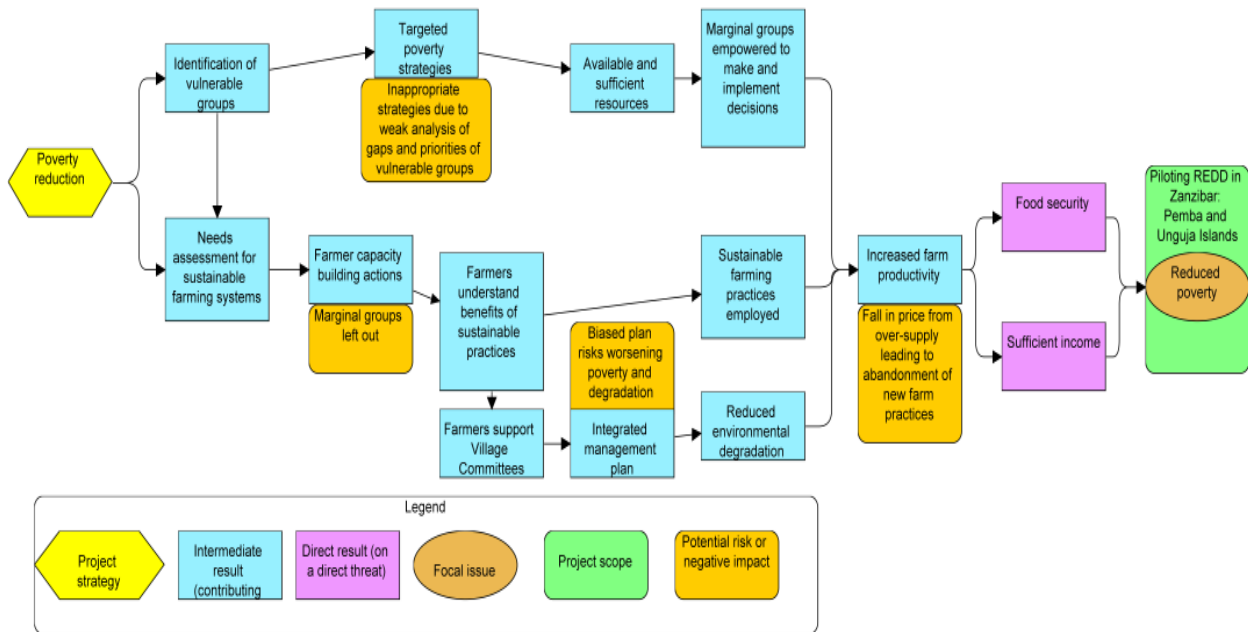 Poverty
reduction
Identification of
vulnerable
groups
Targeted
poverty
strategies
Inappropriate
strategies due to
weak analysis of
gaps and priorities of
vulnerable groups
Available and
sufficient
resources
Marginal groups
empowered to
make and
implement
decisions
Needs
assessment for
sustainable
farming systems
Farmer capacity
building actions
Marginal groups
left out
Farmers
understand
benefits of
sustainable
practices
Sustainable
farming
practices
employed
Biased plan
risks worsening
poverty and
degradation
Farmers support
Village
Committees
Integrated
management
plan
Reduced
environmental
degradation
Increased farm
productivity
Fall in price from
over-supply
leading to
abandonment of
new farm
practices
Food security
Sufficient income
Piloting REDD in
Zanzibar:
Pemba and
Unguja Islands
Reduced
poverty
Legend
Project
strategy
Intermediate
result
(contributing
Direct result (on
a direct threat)
Focal issue
Project scope
Potential risk or
negative impact